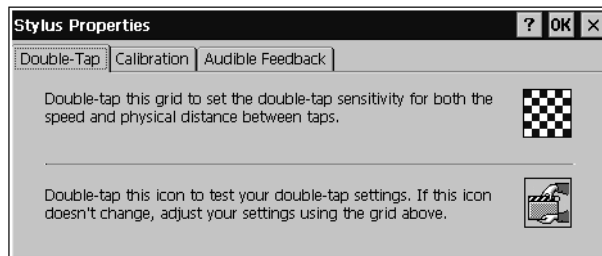 Stylus Properties ? OK ×
Double-Tap Calibration Audible Feedback
Double-tap this grid to set the double-tap sensitivity for both the
speed and physical distance between taps.
Double-tap this icon to test your double-tap settings. If this icon
doesn't change, adjust your settings using the grid above.